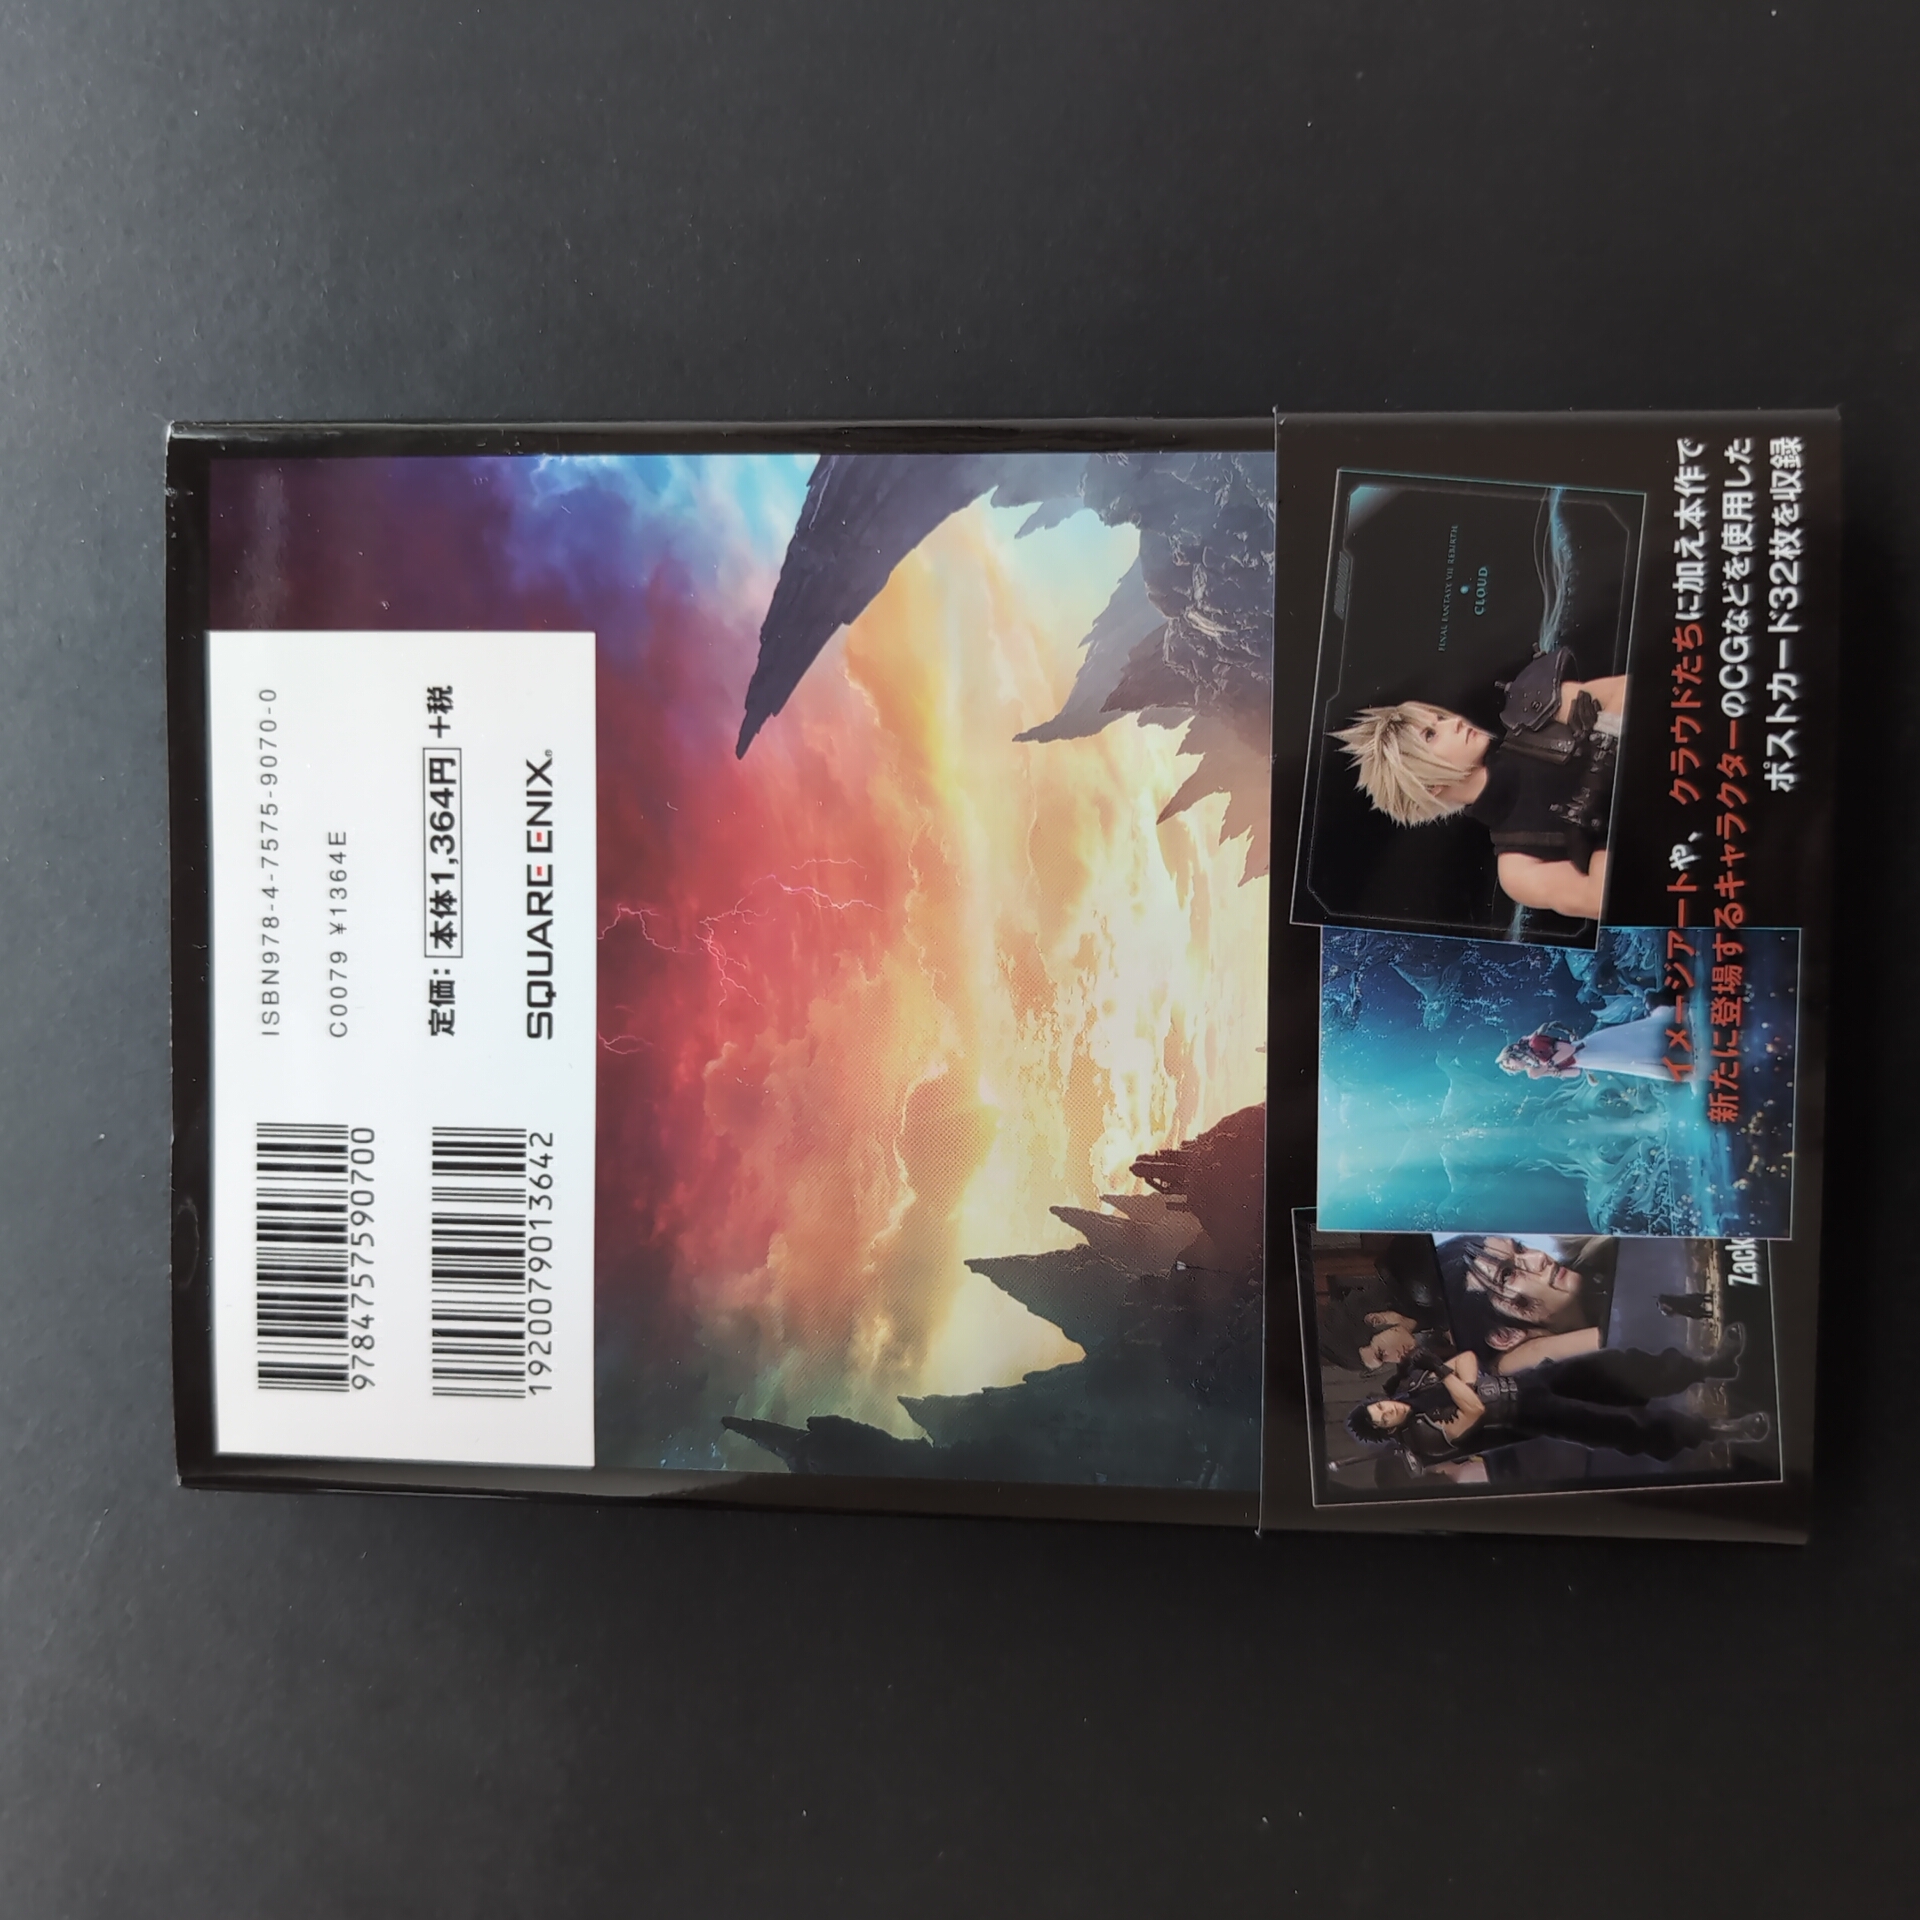 ISBN978-4-7575-9070-0
9784757590700
C0079 ¥1364E
定価: 本体1,364円 +税
1920079013642
SQUARE ENIX®
FINAL FANTASY VII REBIRTH
CLOUD
Zack
イメージアートや、クラウドたちに加え本作で
新たに登場するキャラクターのCGなどを使用した
ポストカード32枚を収録